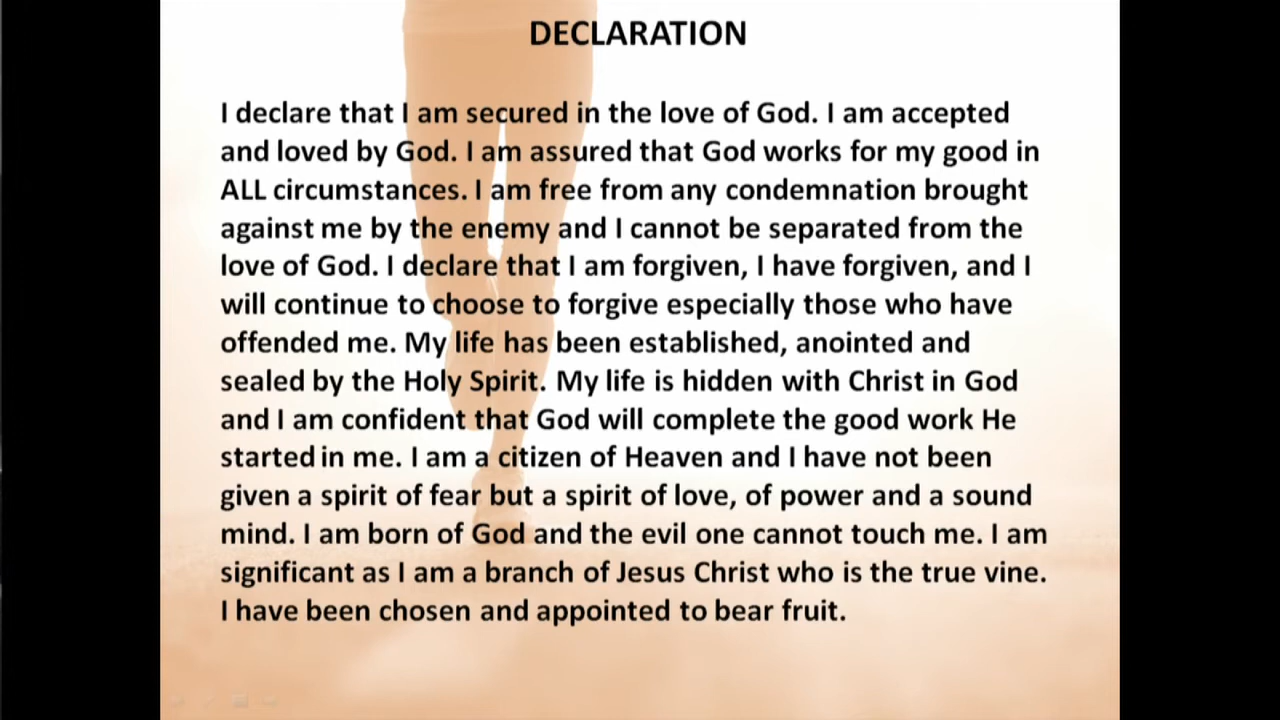 DECLARATION
I declare that I am secured in the love of God. I am accepted
and loved by God. I am assured that God works for my good in
ALL circumstances. I am free from any condemnation brought
against me by the enemy and I cannot be separated from the
love of God. I declare that I am forgiven, I have forgiven, and I
will continue to choose to forgive especially those who have
offended me. My life has been established, anointed and
sealed by the Holy Spirit. My life is hidden with Christ in God
and I am confident that God will complete the good work He
started in me. I am a citizen of Heaven and I have not been
given a spirit of fear but a spirit of love, of power and a sound
mind. I am born of God and the evil one cannot touch me. I am
significant as I am a branch of Jesus Christ who is the true vine.
I have been chosen and appointed to bear fruit.